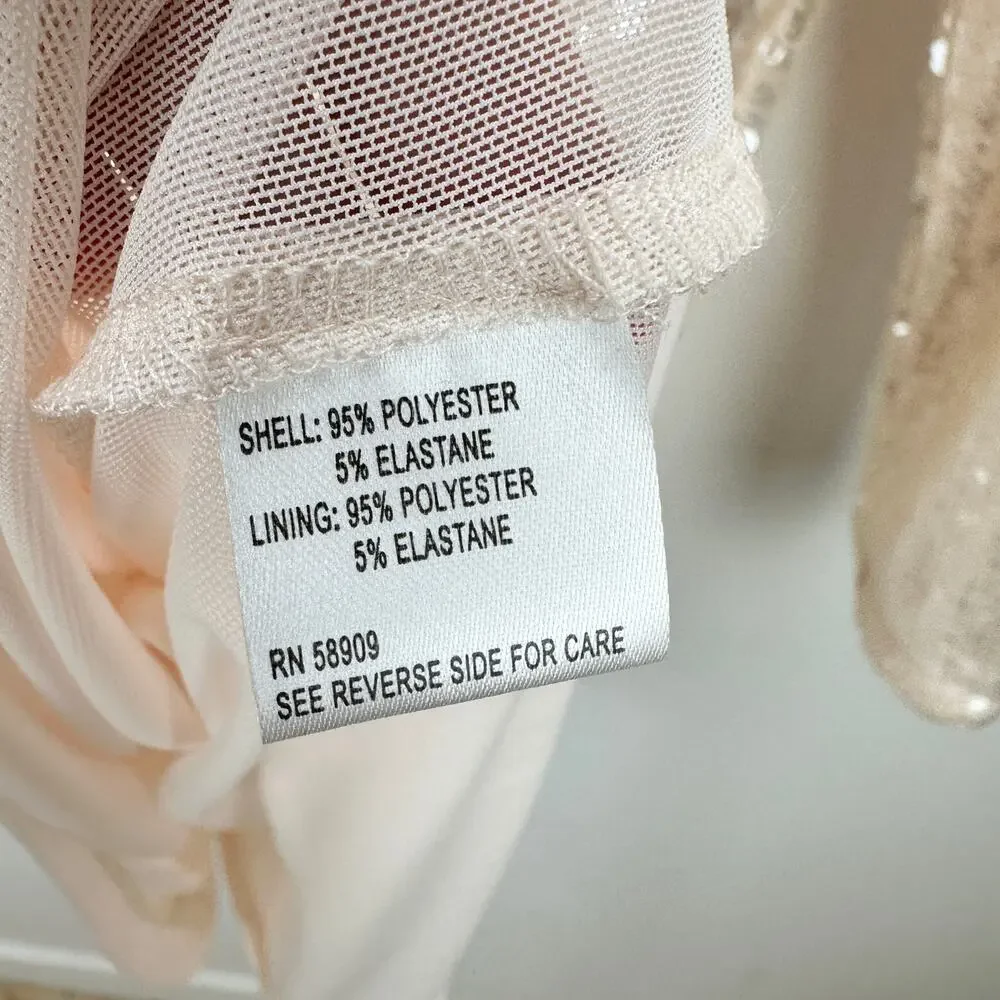 SHELL: 95% POLYESTER
5% ELASTANE
LINING: 95% POLYESTER
5% ELASTANE
RN 58909
SEE REVERSE SIDE FOR CARE